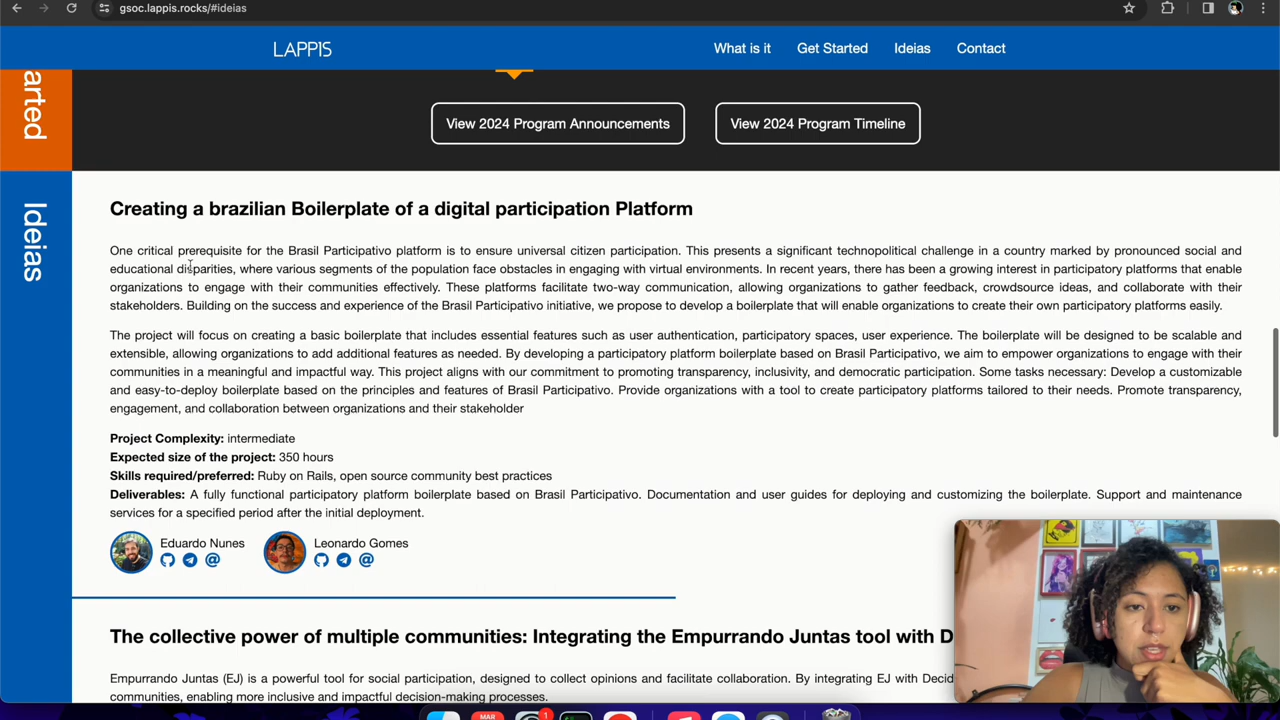 gsoc.lappis.rocks/#ideias
LAPPIS
What is it
Get Started
Ideias
Contact
arted
View 2024 Program Announcements
View 2024 Program Timeline
Ideias
Creating a brazilian Boilerplate of a digital participation Platform
One critical prerequisite for the Brasil Participativo platform is to ensure universal citizen participation. This presents a significant technopolitical challenge in a country marked by pronounced social and
educational disparities, where various segments of the population face obstacles in engaging with virtual environments. In recent years, there has been a growing interest in participatory platforms that enable
organizations to engage with their communities effectively. These platforms facilitate two-way communication, allowing organizations to gather feedback, crowdsource ideas, and collaborate with their
stakeholders. Building on the success and experience of the Brasil Participativo initiative, we propose to develop a boilerplate that will enable organizations to create their own participatory platforms easily.
The project will focus on creating a basic boilerplate that includes essential features such as user authentication, participatory spaces, user experience. The boilerplate will be designed to be scalable and
extensible, allowing organizations to add additional features as needed. By developing a participatory platform boilerplate based on Brasil Participativo, we aim to empower organizations to engage with their
communities in a meaningful and impactful way. This project aligns with our commitment to promoting transparency, inclusivity, and democratic participation. Some tasks necessary: Develop a customizable
and easy-to-deploy boilerplate based on the principles and features of Brasil Participativo. Provide organizations with a tool to create participatory platforms tailored to their needs. Promote transparency,
engagement, and collaboration between organizations and their stakeholder
Project Complexity: intermediate
Expected size of the project: 350 hours
Skills required/preferred: Ruby on Rails, open source community best practices
Deliverables: A fully functional participatory platform boilerplate based on Brasil Participativo. Documentation and user guides for deploying and customizing the boilerplate. Support and maintenance
services for a specified period after the initial deployment.
Eduardo Nunes
Leonardo Gomes
The collective power of multiple communities: Integrating the Empurrando Juntas tool with D
Empurrando Juntas (EJ) is a powerful tool for social participation, designed to collect opinions and facilitate collaboration. By integrating EJ with Decid
communities, enabling more inclusive and impactful decision-making processes.
MAR
1